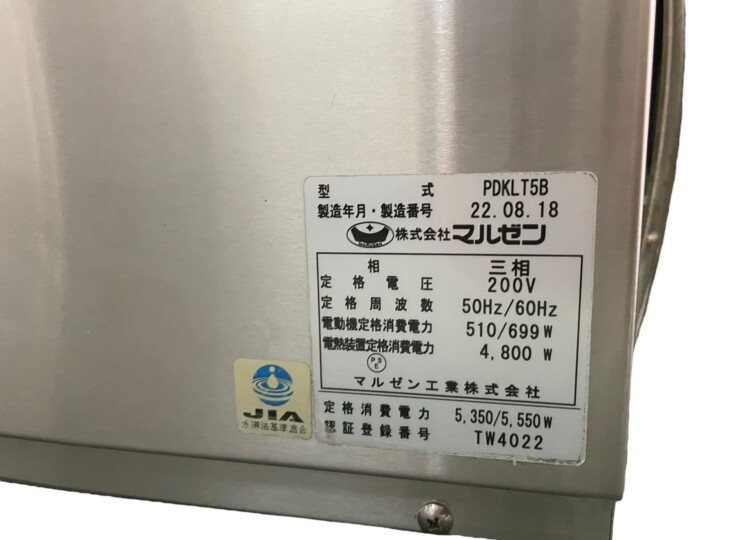 型式 PDKLT5B
製造年月・製造番号 22.08.18
株式会社マルゼン
相 三相
定格電圧 200V
定格周波数 50Hz/60Hz
電動機定格消費電力 510/699W
電熱装置定格消費電力 4,800 W
PSE
マルゼン工業株式会社
定格消費電力 5,350/5,550W
認証登録番号 TW4022
JIA
水道法基準適合